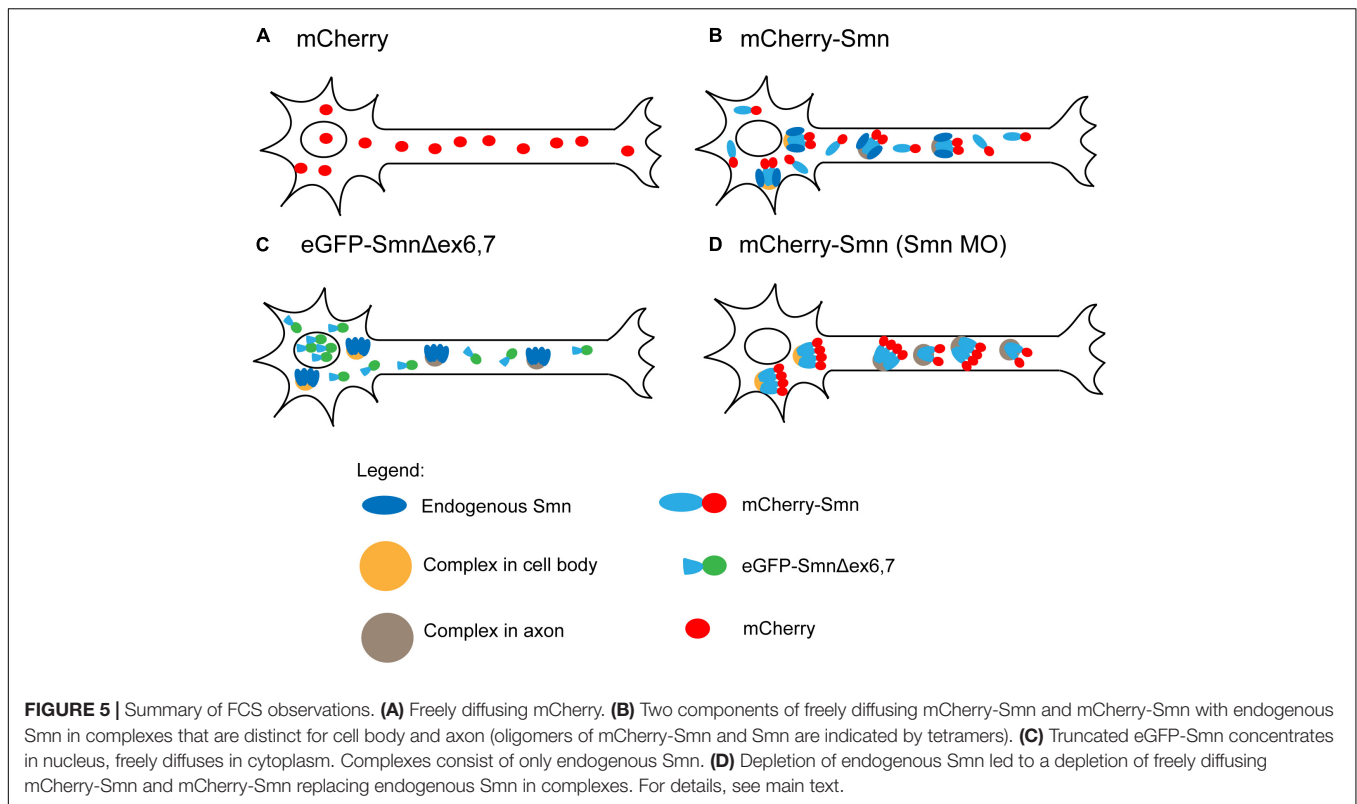 A mCherry
B mCherry-Smn
C eGFP-SmnΔex6,7
D mCherry-Smn (Smn MO)
Legend:
Endogenous Smn
mCherry-Smn
Complex in cell body
eGFP-SmnΔex6,7
Complex in axon
mCherry
FIGURE 5 | Summary of FCS observations. (A) Freely diffusing mCherry. (B) Two components of freely diffusing mCherry-Smn and mCherry-Smn with endogenous
Smn in complexes that are distinct for cell body and axon (oligomers of mCherry-Smn and Smn are indicated by tetramers). (C) Truncated eGFP-Smn concentrates
in nucleus, freely diffuses in cytoplasm. Complexes consist of only endogenous Smn. (D) Depletion of endogenous Smn led to a depletion of freely diffusing
mCherry-Smn and mCherry-Smn replacing endogenous Smn in complexes. For details, see main text.